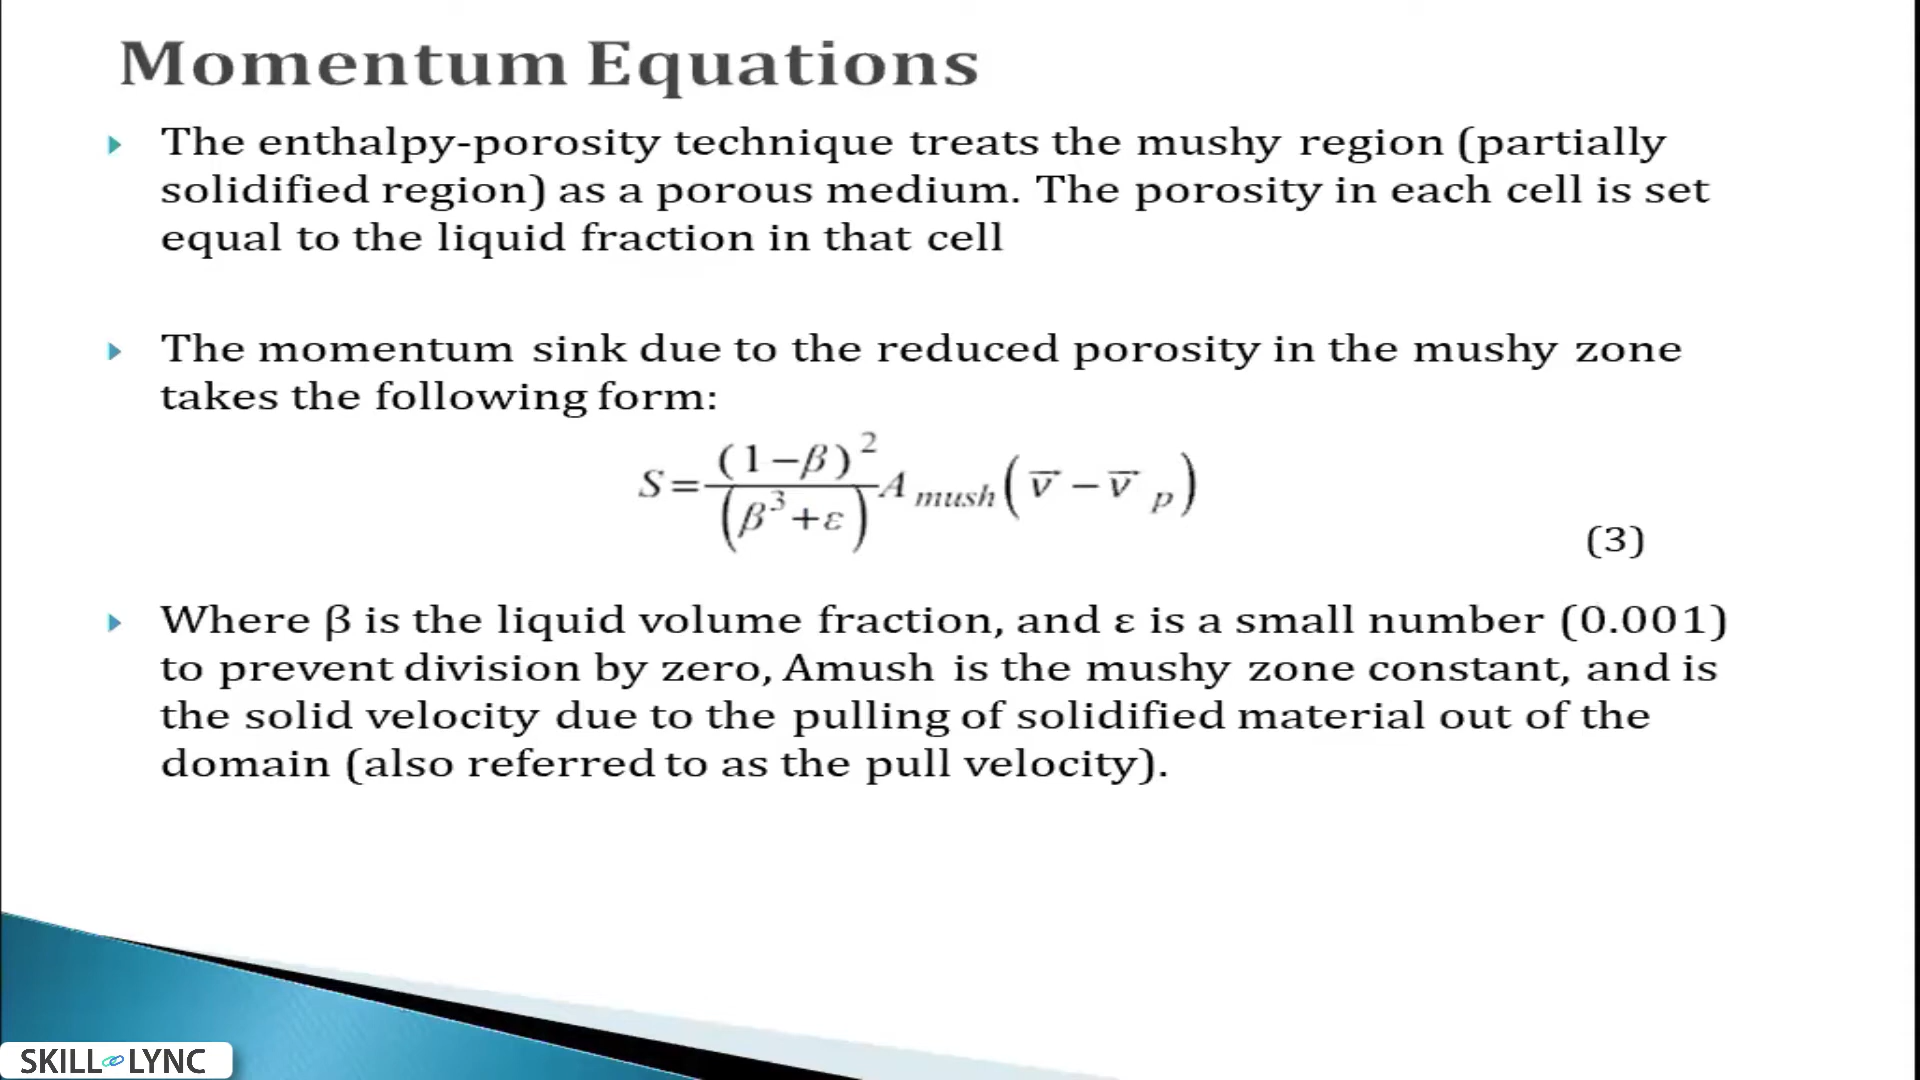 Momentum Equations
The enthalpy-porosity technique treats the mushy region (partially
solidified region) as a porous medium. The porosity in each cell is set
equal to the liquid fraction in that cell
The momentum sink due to the reduced porosity in the mushy zone
takes the following form:
S=(1−β)²/(β³+ε) A mush(v⃗ −v⃗ p)
(3)
Where β is the liquid volume fraction, and ε is a small number (0.001)
to prevent division by zero, Amush is the mushy zone constant, and is
the solid velocity due to the pulling of solidified material out of the
domain (also referred to as the pull velocity).
SKILL LYNC